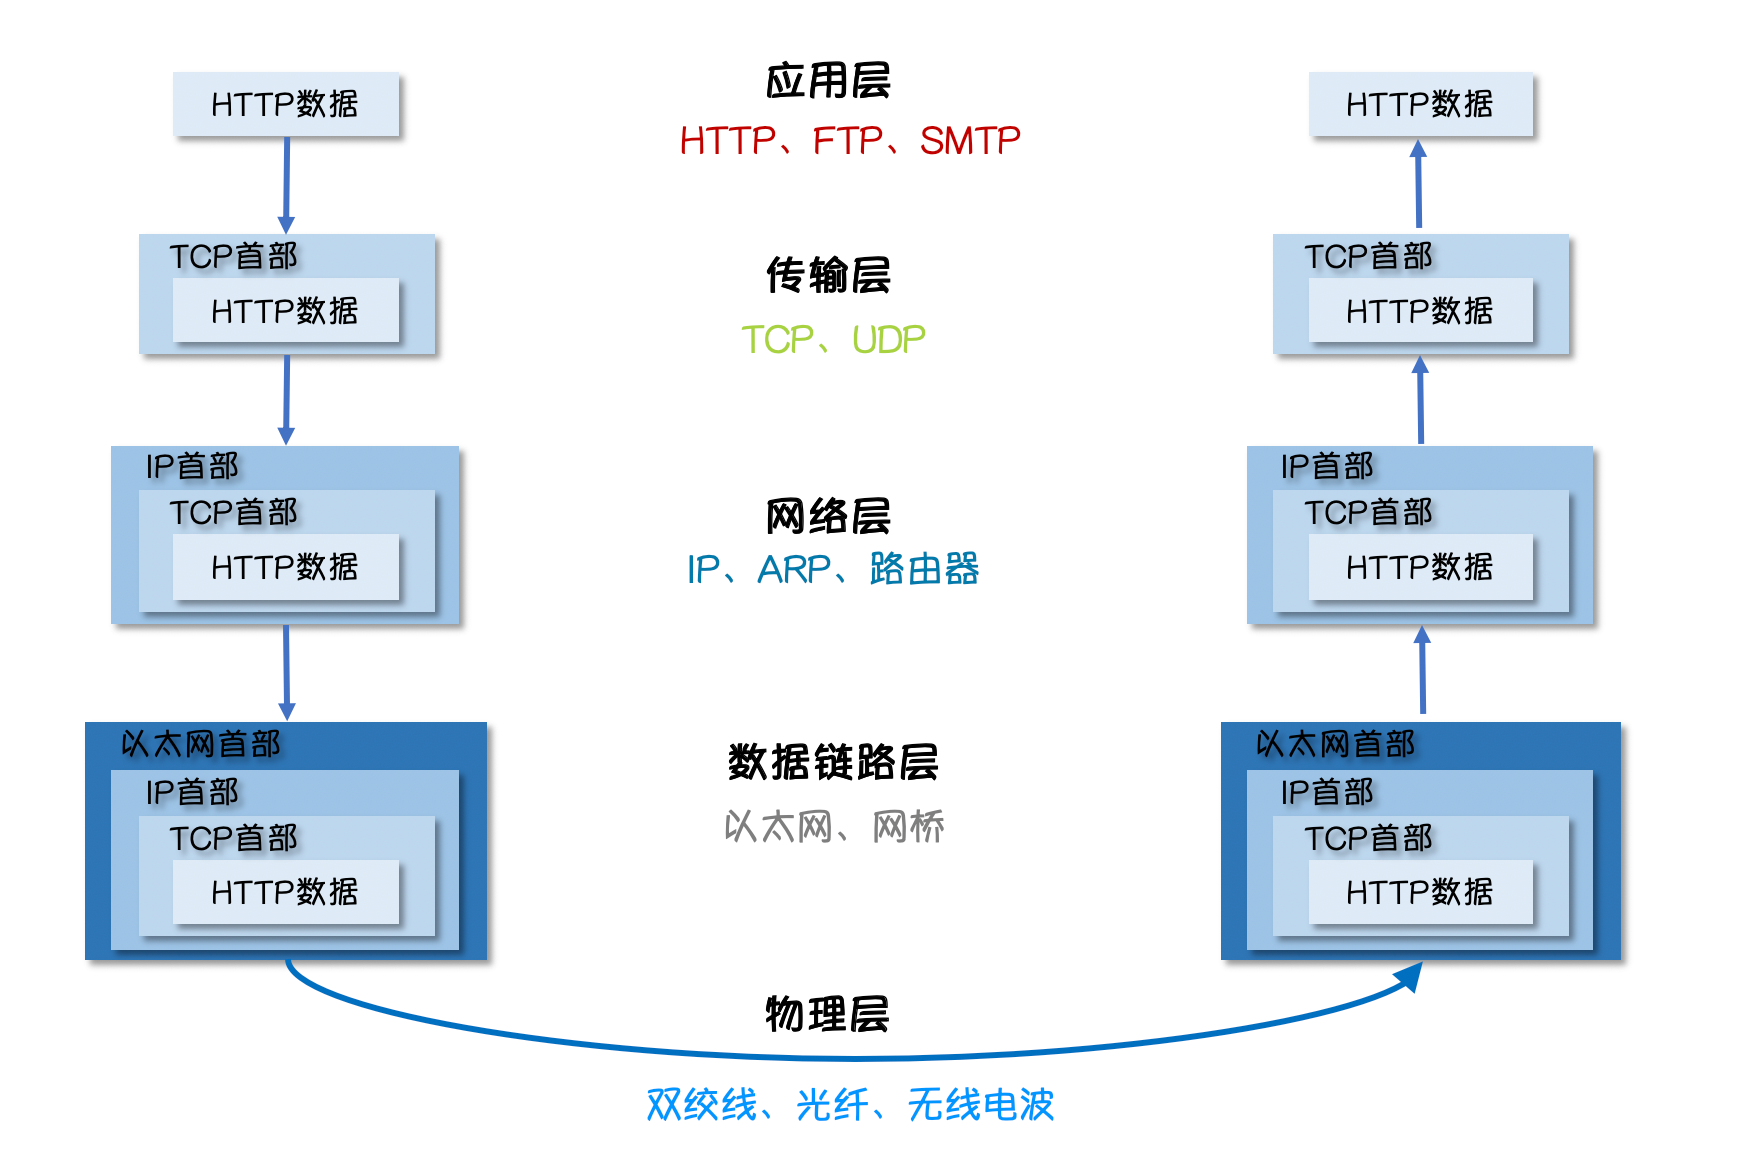 HTTP数据
TCP首部
HTTP数据
IP首部
TCP首部
HTTP数据
以太网首部
IP首部
TCP首部
HTTP数据
应用层
HTTP、FTP、SMTP
传输层
TCP、UDP
网络层
IP、ARP、路由器
数据链路层
以太网、网桥
物理层
双绞线、光纤、无线电波
HTTP数据
TCP首部
HTTP数据
IP首部
TCP首部
HTTP数据
以太网首部
IP首部
TCP首部
HTTP数据